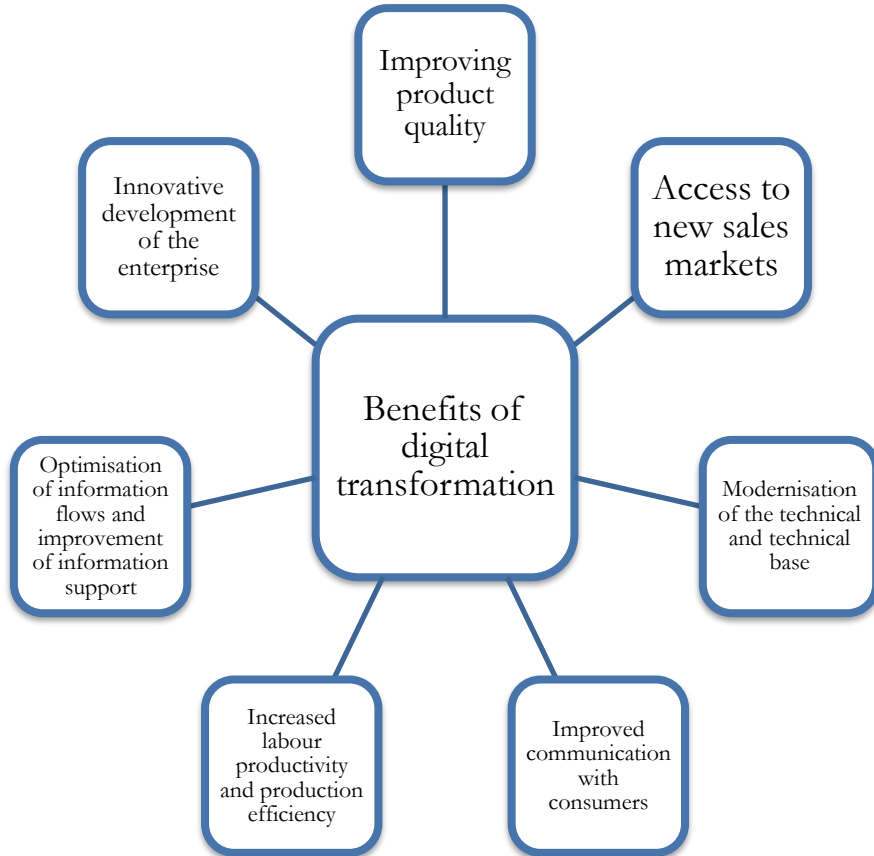 Improving
product
quality
Access to
new sales
markets
Innovative
development
of the
enterprise
Benefits of
digital
transformation
Optimisation
of information
flows and
improvement
of information
support
Modernisation
of the technical
and technical
base
Increased
labour
productivity
and production
efficiency
Improved
communication
with
consumers